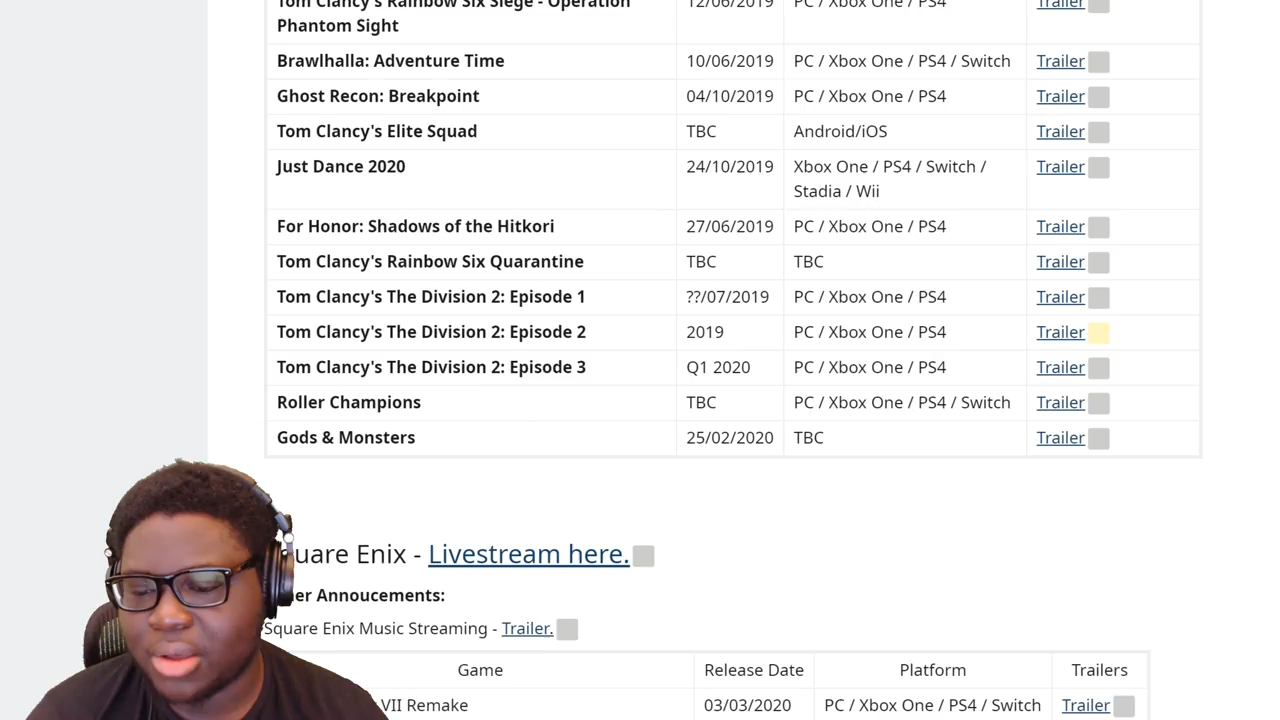 Tom Clancy's Rainbow Six Siege - Operation
Phantom Sight
12/06/2019
PC / Xbox One / PS4
Trailer
Brawlhalla: Adventure Time
10/06/2019
PC / Xbox One / PS4 / Switch
Trailer
Ghost Recon: Breakpoint
04/10/2019
PC / Xbox One / PS4
Trailer
Tom Clancy's Elite Squad
TBC
Android/iOS
Trailer
Just Dance 2020
24/10/2019
Xbox One / PS4 / Switch /
Stadia / Wii
Trailer
For Honor: Shadows of the Hitkori
27/06/2019
PC / Xbox One / PS4
Trailer
Tom Clancy's Rainbow Six Quarantine
TBC
TBC
Trailer
Tom Clancy's The Division 2: Episode 1
??/07/2019
PC / Xbox One / PS4
Trailer
Tom Clancy's The Division 2: Episode 2
2019
PC / Xbox One / PS4
Trailer
Tom Clancy's The Division 2: Episode 3
Q1 2020
PC / Xbox One / PS4
Trailer
Roller Champions
TBC
PC / Xbox One / PS4 / Switch
Trailer
Gods & Monsters
25/02/2020
TBC
Trailer
uare Enix - Livestream here.
er Annoucements:
Square Enix Music Streaming - Trailer.
Game
Release Date
Platform
Trailers
VII Remake
03/03/2020
PC / Xbox One / PS4 / Switch
Trailer